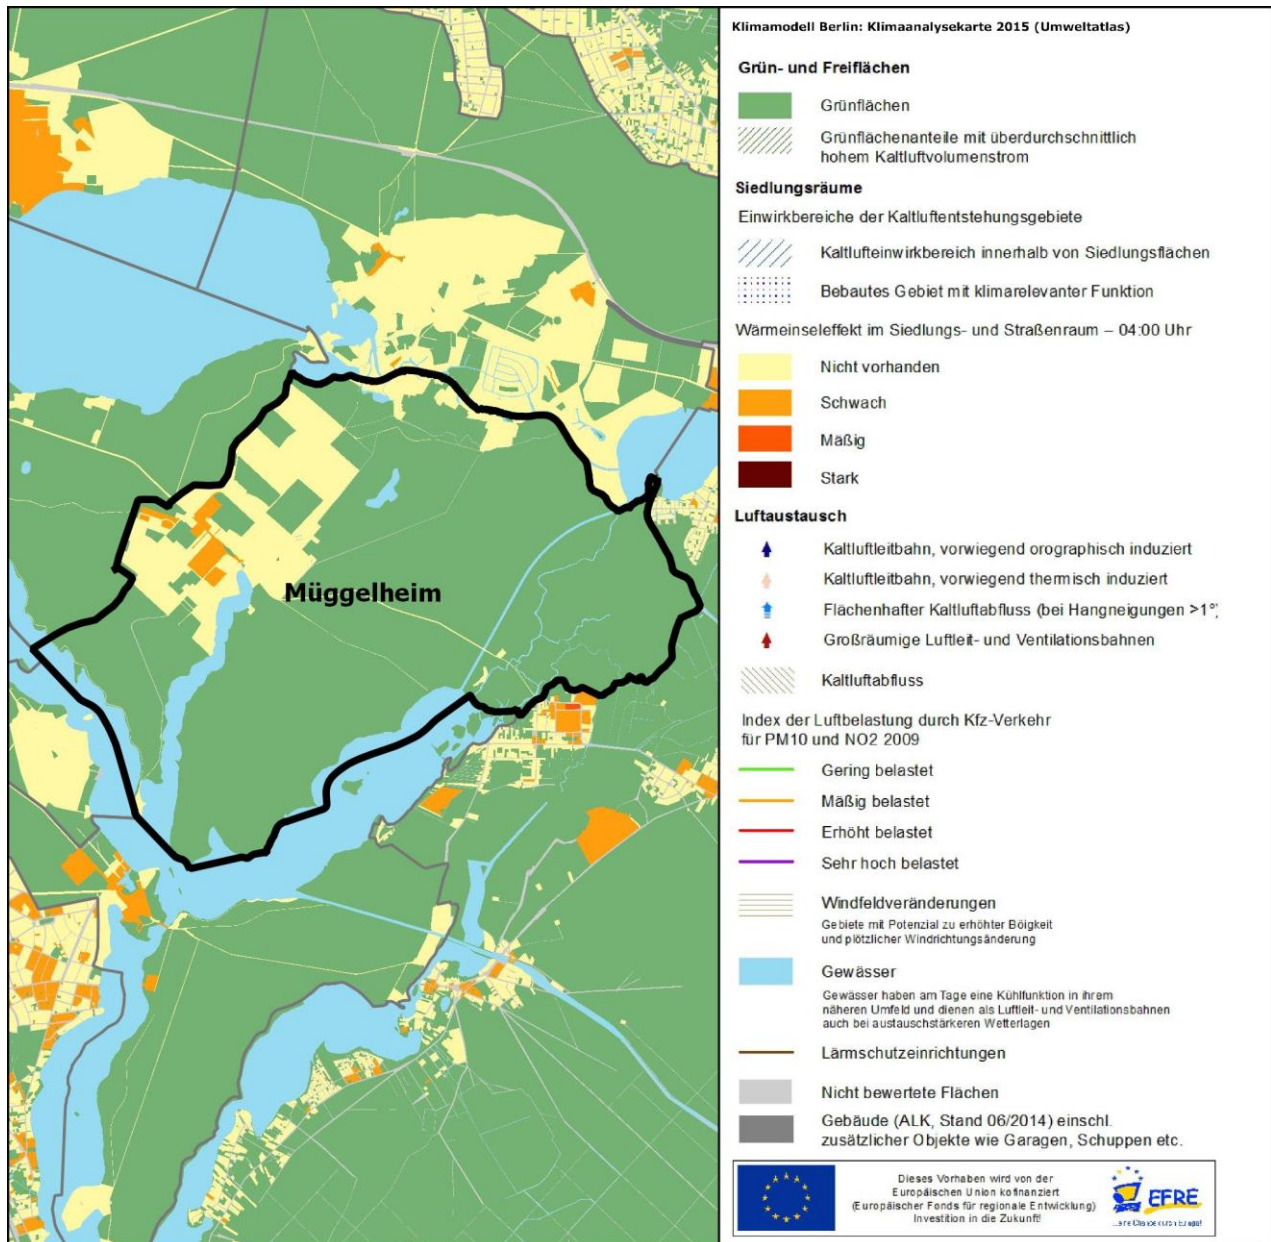 Klimamodell Berlin: Klimaanalysekarte 2015 (Umweltatlas)
Grün- und Freiflächen
Grünflächen
Grünflächenanteile mit überdurchschnittlich
hohem Kaltluftvolumenstrom
Siedlungsräume
Einwirkbereiche der Kaltluftentstehungsgebiete
Kaltlufteinwirkbereich innerhalb von Siedlungsflächen
Bebautes Gebiet mit klimarelevanter Funktion
Wärmeinseleffekt im Siedlungs- und Straßenraum – 04:00 Uhr
Nicht vorhanden
Schwach
Mäßig
Stark
Luftaustausch
Kaltluftleitbahn, vorwiegend orographisch induziert
Kaltluftleitbahn, vorwiegend thermisch induziert
Flächenhafter Kaltluftabfluss (bei Hangneigungen >1°)
Großräumige Luftleit- und Ventilationsbahnen
Kaltluftabfluss
Index der Luftbelastung durch Kfz-Verkehr
für PM10 und NO2 2009
Gering belastet
Mäßig belastet
Erhöht belastet
Sehr hoch belastet
Windfeldveränderungen
Gebiete mit Potenzial zu erhöhter Böigkeit
und plötzlicher Windrichtungsänderung
Gewässer
Gewässer haben am Tage eine Kühlfunktion in ihrem
näheren Umfeld und dienen als Luftleit- und Ventilationsbahnen
auch bei austauschstärkeren Wetterlagen
Lärmschutzeinrichtungen
Nicht bewertete Flächen
Gebäude (ALK, Stand 06/2014) einschl.
zusätzlicher Objekte wie Garagen, Schuppen etc.
Dieses Vorhaben wird von der
Europäischen Union kofinanziert
(Europäischer Fonds für regionale Entwicklung)
Investition in die Zukunft!
EFRE
Müggelheim